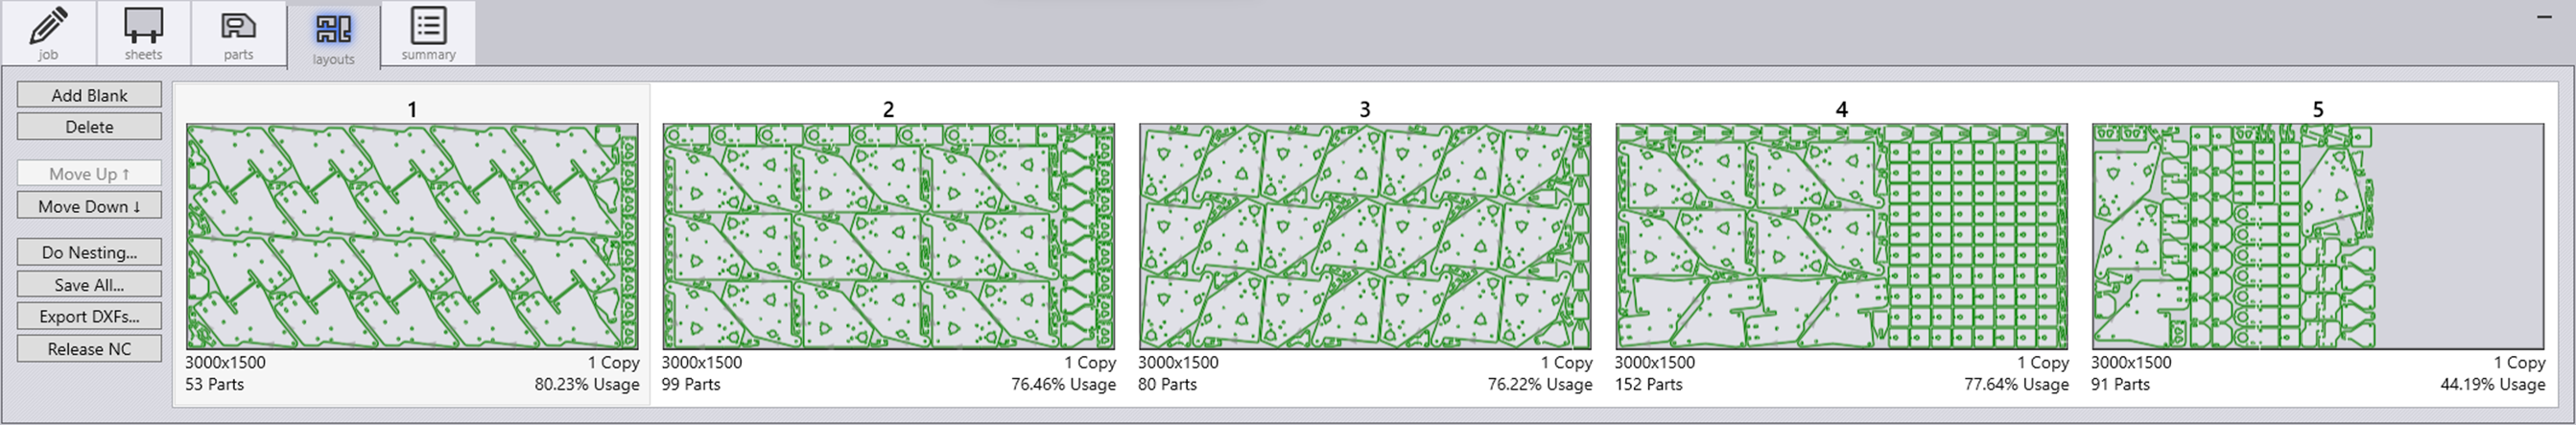 job
sheets
parts
layouts
summary
Add Blank
Delete
Move Up ↑
Move Down ↓
Do Nesting...
Save All...
Export DXFs...
Release NC
1
3000x1500 1 Copy
53 Parts 80.23% Usage
2
3000x1500 1 Copy
99 Parts 76.46% Usage
3
3000x1500 1 Copy
80 Parts 76.22% Usage
4
3000x1500 1 Copy
152 Parts 77.64% Usage
5
3000x1500 1 Copy
91 Parts 44.19% Usage